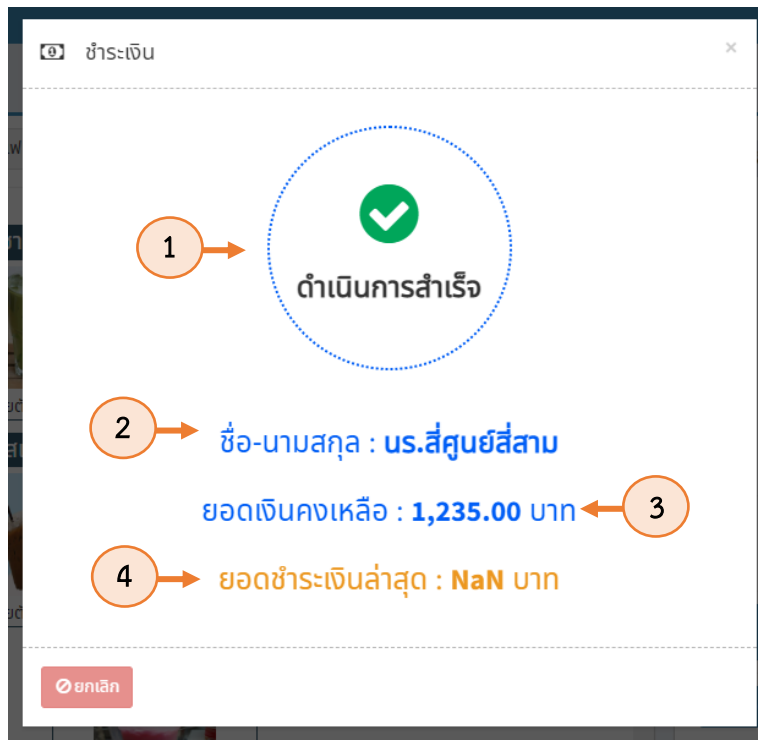 ชำระเงิน ×
1
ดำเนินการสำเร็จ
2
ชื่อ-นามสกุล : นร.สี่ศูนย์สี่สาม
ยอดเงินคงเหลือ : 1,235.00 บาท
3
4
ยอดชำระเงินล่าสุด : NaN บาท
ยกเลิก